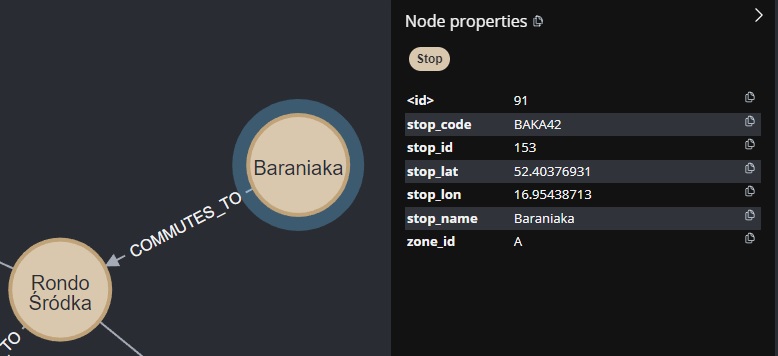 Node properties
Stop
<id> 91
stop_code BAKA42
stop_id 153
stop_lat 52.40376931
stop_lon 16.95438713
stop_name Baraniaka
zone_id A
Baraniaka
COMMUTES_TO
Rondo
Śródka
_TO